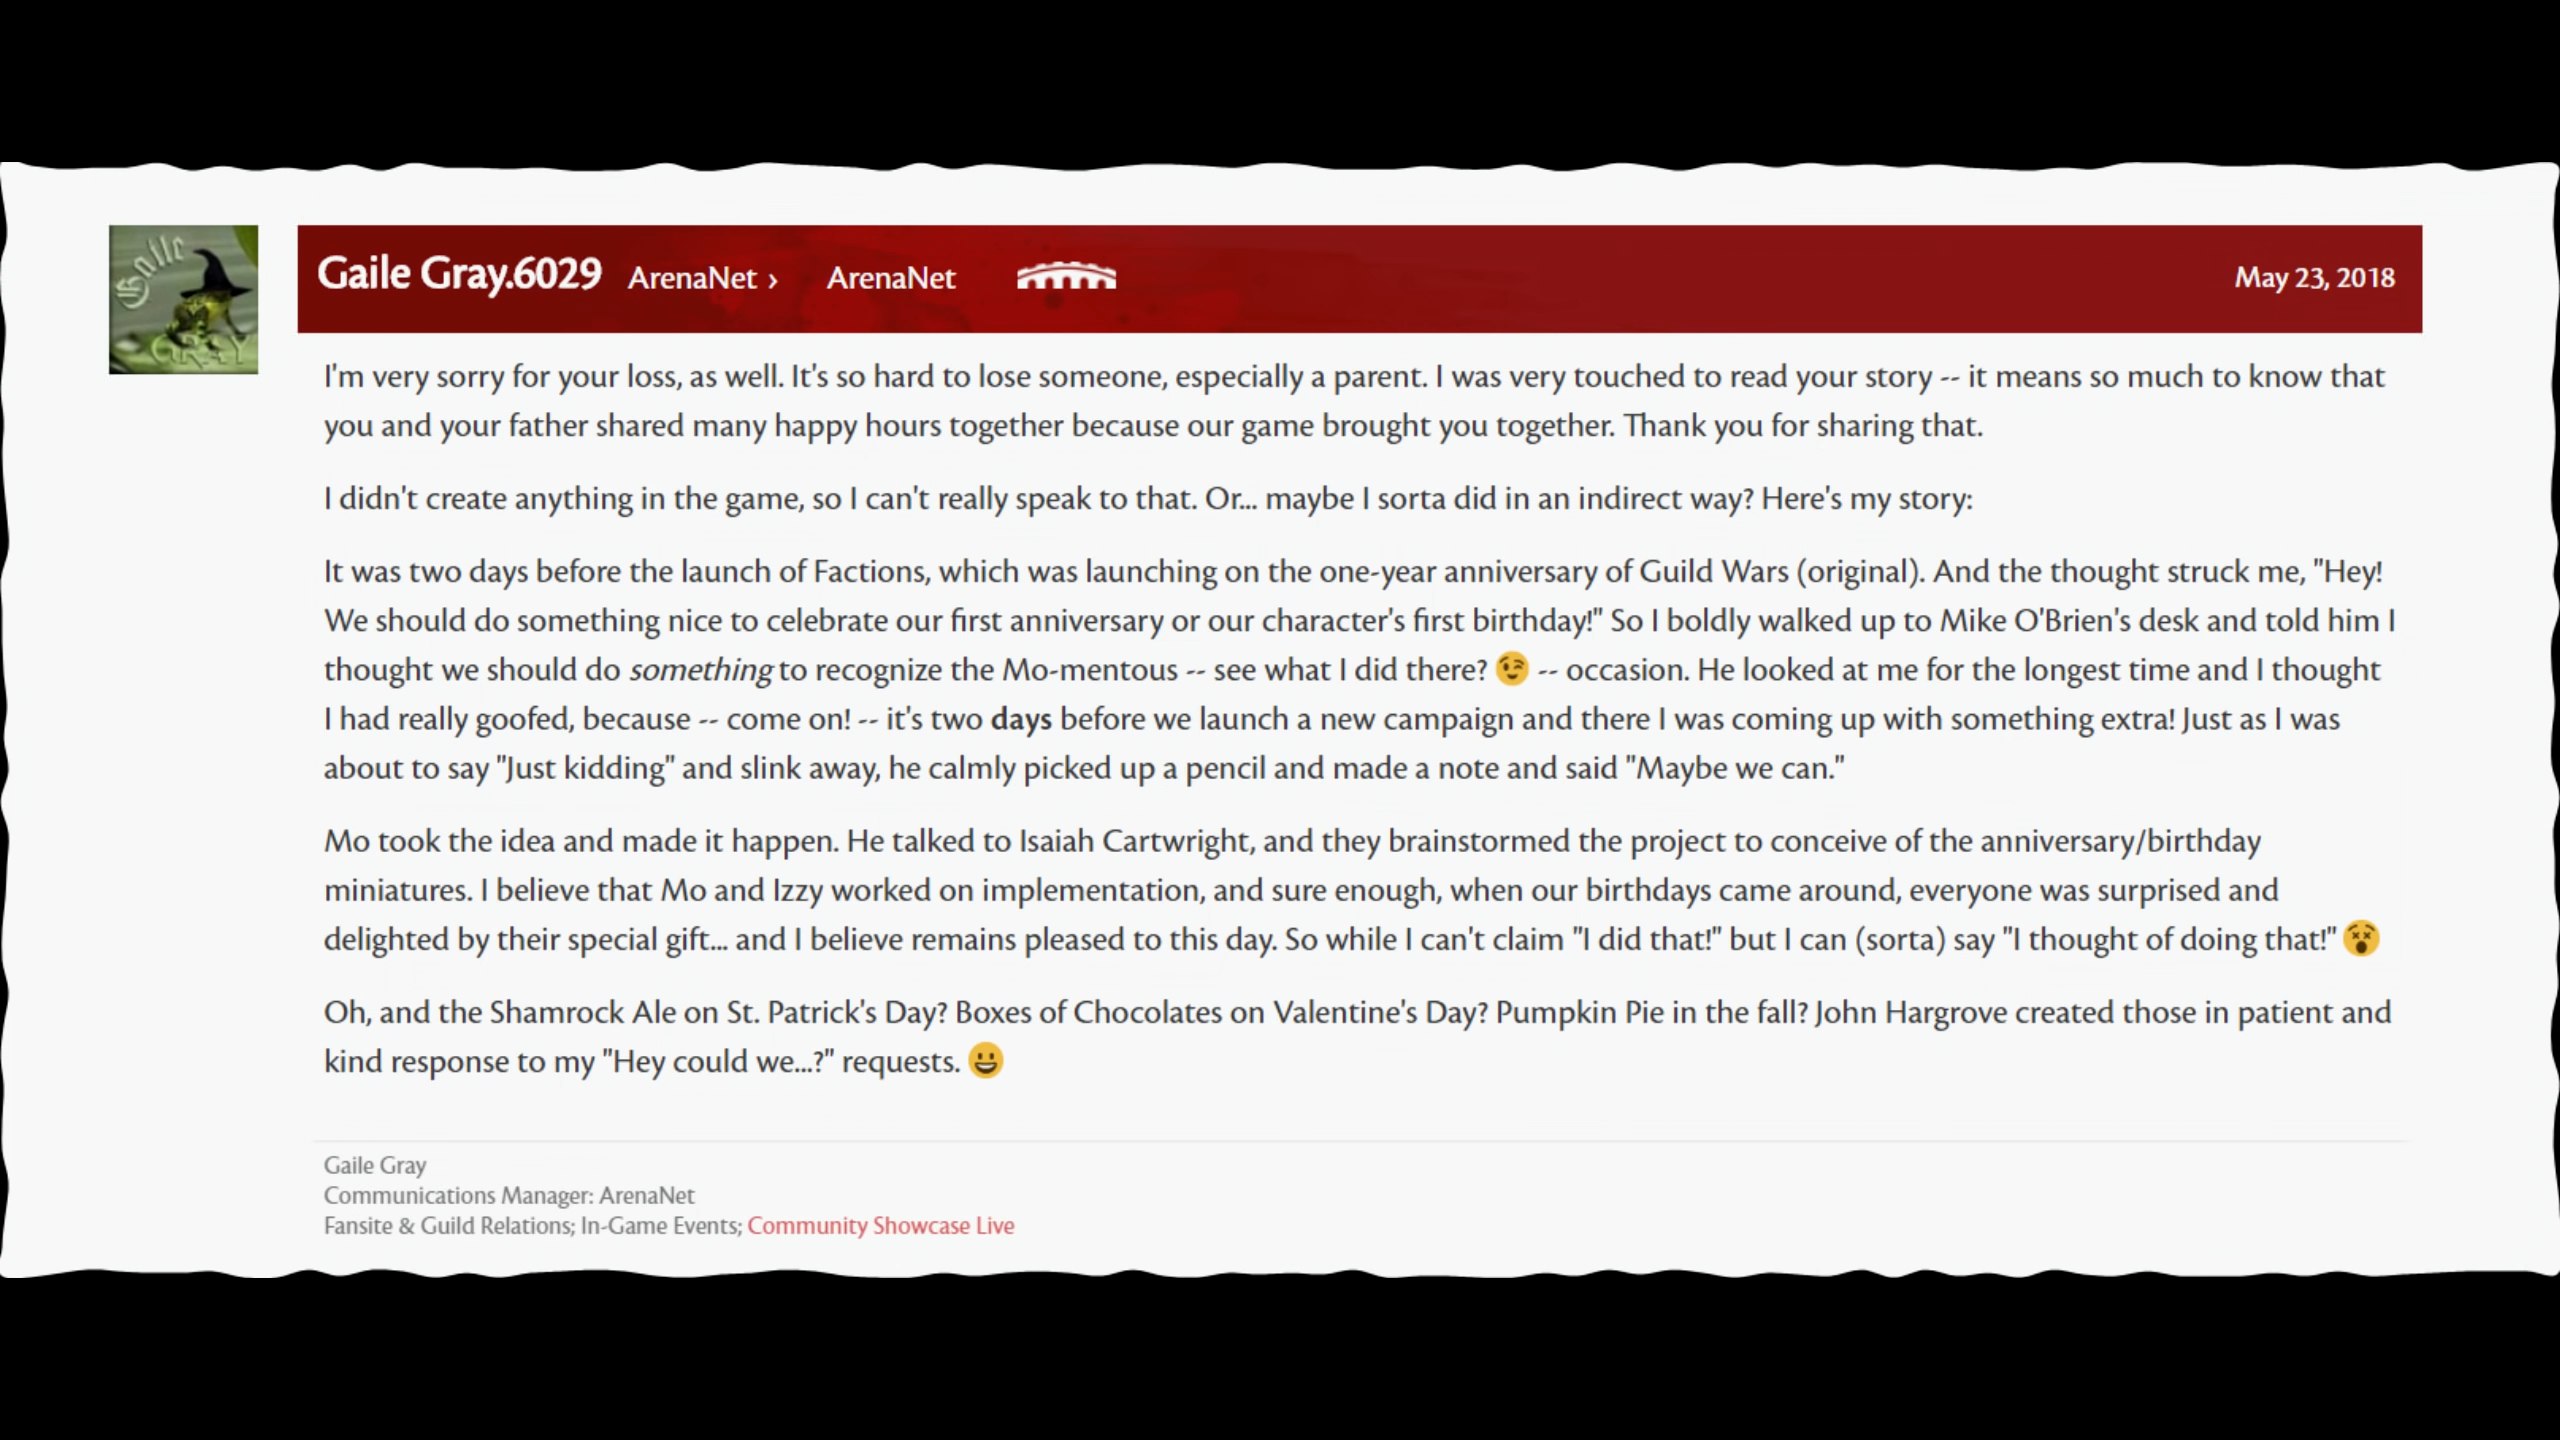 Gaile GRAY
Gaile Gray.6029 ArenaNet › ArenaNet May 23, 2018
I'm very sorry for your loss, as well. It's so hard to lose someone, especially a parent. I was very touched to read your story -- it means so much to know that
you and your father shared many happy hours together because our game brought you together. Thank you for sharing that.
I didn't create anything in the game, so I can't really speak to that. Or... maybe I sorta did in an indirect way? Here's my story:
It was two days before the launch of Factions, which was launching on the one-year anniversary of Guild Wars (original). And the thought struck me, "Hey!
We should do something nice to celebrate our first anniversary or our character's first birthday!" So I boldly walked up to Mike O'Brien's desk and told him I
thought we should do something to recognize the Mo-mentous -- see what I did there? 😉 -- occasion. He looked at me for the longest time and I thought
I had really goofed, because -- come on! -- it's two days before we launch a new campaign and there I was coming up with something extra! Just as I was
about to say "Just kidding" and slink away, he calmly picked up a pencil and made a note and said "Maybe we can."
Mo took the idea and made it happen. He talked to Isaiah Cartwright, and they brainstormed the project to conceive of the anniversary/birthday
miniatures. I believe that Mo and Izzy worked on implementation, and sure enough, when our birthdays came around, everyone was surprised and
delighted by their special gift... and I believe remains pleased to this day. So while I can't claim "I did that!" but I can (sorta) say "I thought of doing that!" 😵
Oh, and the Shamrock Ale on St. Patrick's Day? Boxes of Chocolates on Valentine's Day? Pumpkin Pie in the fall? John Hargrove created those in patient and
kind response to my "Hey could we...?" requests. 😀
Gaile Gray
Communications Manager: ArenaNet
Fansite & Guild Relations; In-Game Events; Community Showcase Live